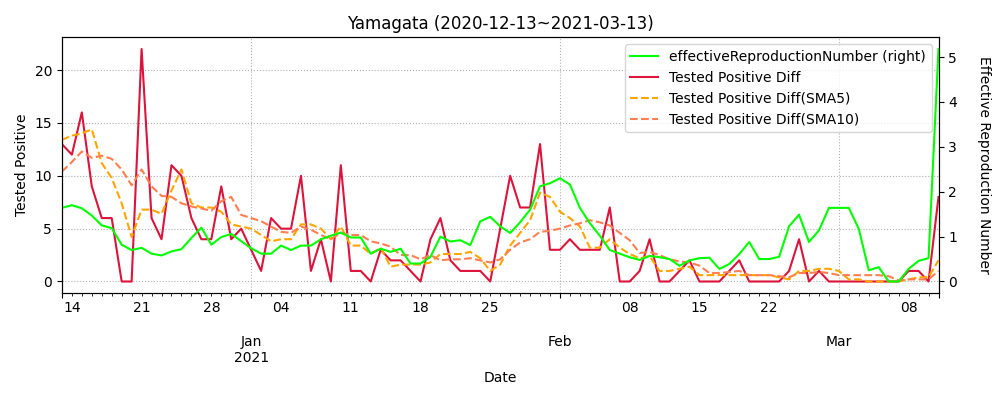 Yamagata (2020-12-13~2021-03-13)
effectiveReproductionNumber (right)
Tested Positive Diff
Tested Positive Diff(SMA5)
Tested Positive Diff(SMA10)
Tested Positive
20
15
10
5
0
5
4
3
2
1
0
Effective Reproduction Number
14 21 28 04 11 18 25 08 15 22 08
Jan Feb Mar
2021
Date